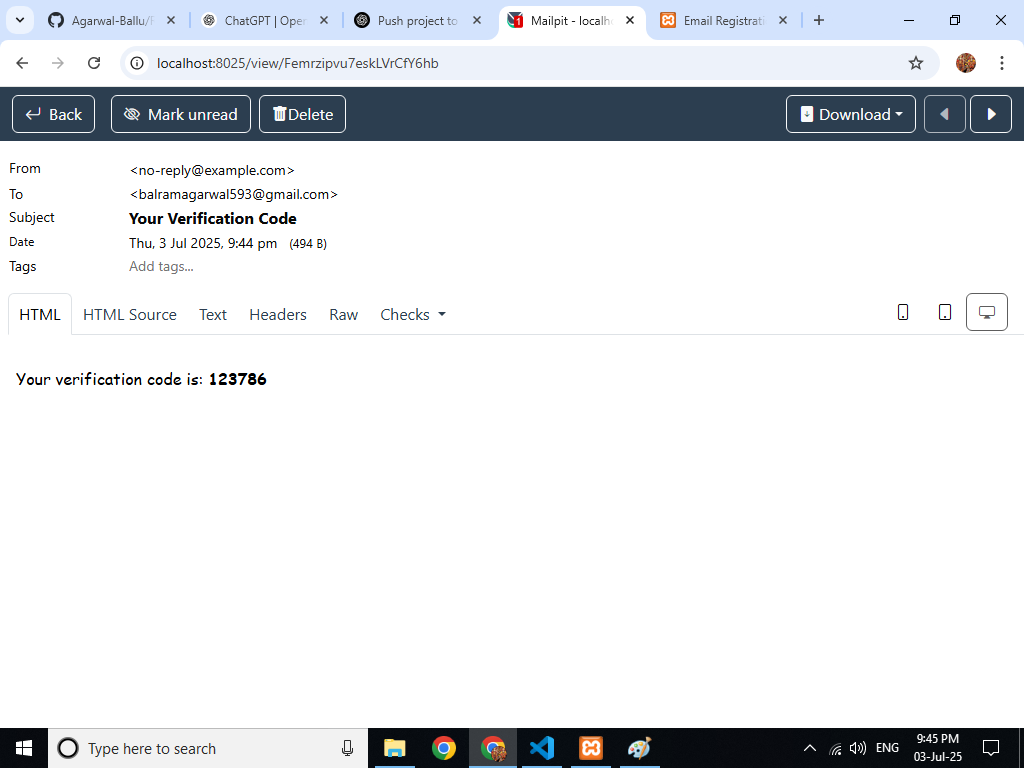 Agarwal-Ballu/F
ChatGPT | Open
Push project to
1
Mailpit - localho
Email Registrati
localhost:8025/view/Femrzipvu7eskLVrCfY6hb
Back
Mark unread
Delete
Download
From <no-reply@example.com>
To <balramagarwal593@gmail.com>
Subject Your Verification Code
Date Thu, 3 Jul 2025, 9:44 pm (494 B)
Tags Add tags...
HTML HTML Source Text Headers Raw Checks
Your verification code is: 123786
Type here to search
ENG
9:45 PM
03-Jul-25